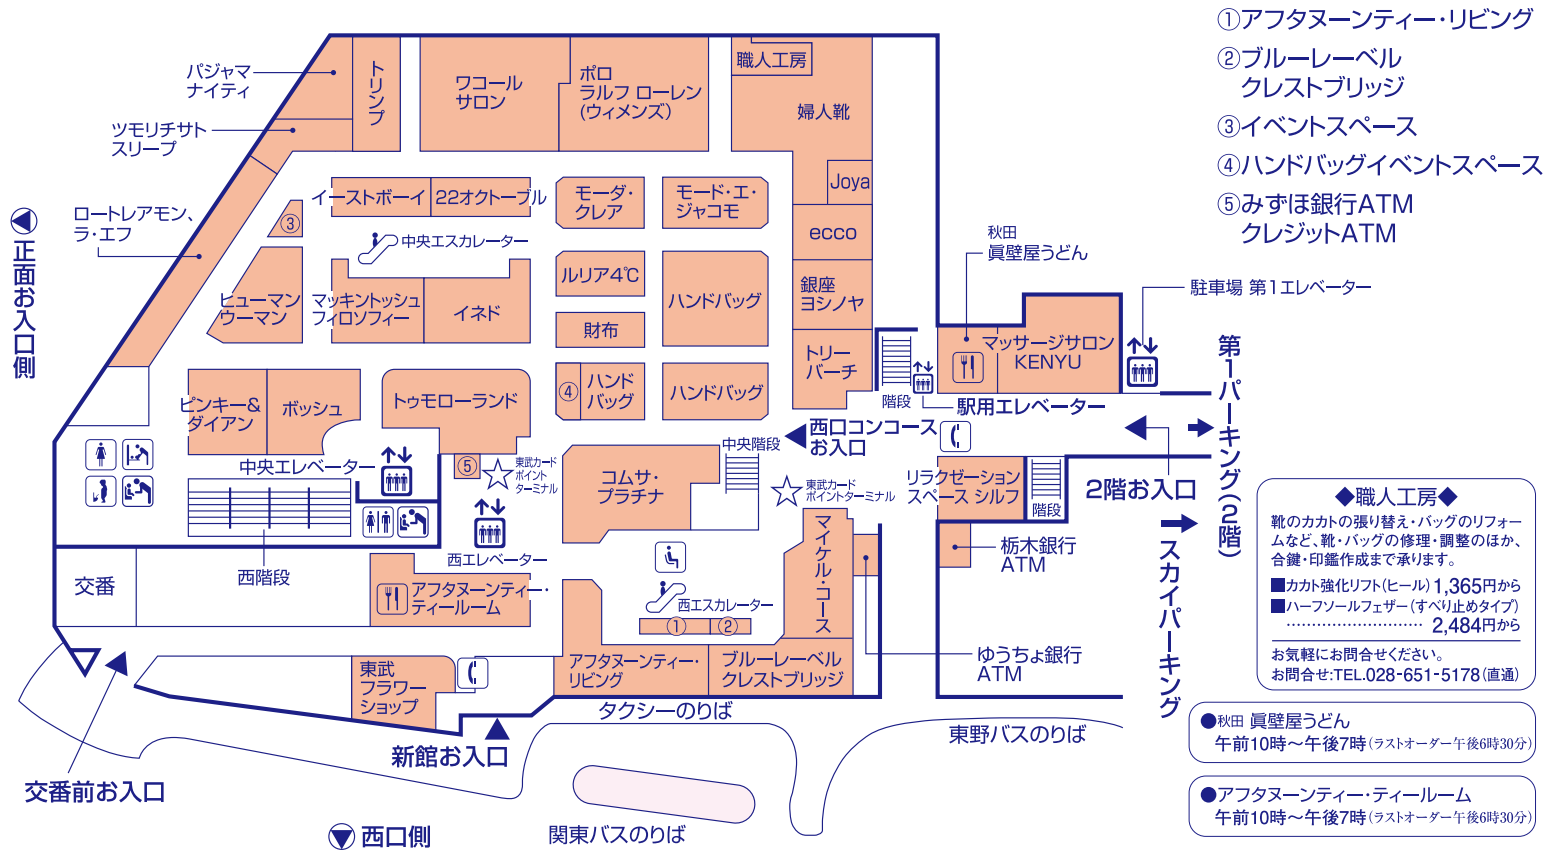 ①アフタヌーンティー・リビング
②ブルーレーベル
クレストブリッジ
③イベントスペース
④ハンドバッグイベントスペース
⑤みずほ銀行ATM
クレジットATM
パジャマ
ナイティ
トリンプ
ワコール
サロン
ポロ
ラルフ ローレン
(ウィメンズ)
職人工房
婦人靴
ツモリチサト
スリープ
Joya
イーストボーイ
22オクトーブル
モーダ・
クレア
モード・エ・
ジャコモ
ロートレアモン、
ラ・エフ
③
中央エスカレーター
ecco
秋田
眞壁屋うどん
正面お入口側
ルリア4℃
ハンドバッグ
銀座
ヨシノヤ
駐車場 第1エレベーター
ヒューマン
ウーマン
マッキントッシュ
フィロソフィー
イネド
財布
トリー
バーチ
マッサージサロン
KENYU
階段
駅用エレベーター
④
ハンド
バッグ
ハンドバッグ
ピンキー&
ダイアン
ボッシュ
トゥモローランド
西口コンコース
お入口
第1パーキング(2階)
中央エレベーター
⑤
東武カード
ポイント
ターミナル
コムサ・
プラチナ
中央階段
東武カード
ポイントターミナル
リラクゼーション
スペース シルフ
階段
2階お入口
スカイパーキング
西階段
西エレベーター
マイケル・コース
栃木銀行
ATM
交番
アフタヌーンティー・
ティールーム
西エスカレーター
①
②
東武
フラワー
ショップ
アフタヌーンティー・
リビング
ブルーレーベル
クレストブリッジ
ゆうちょ銀行
ATM
タクシーのりば
東野バスのりば
新館お入口
交番前お入口
西口側
関東バスのりば
◆職人工房◆
靴のカカトの張り替え・バッグのリフォー
ムなど、靴・バッグの修理・調整のほか、
合鍵・印鑑作成まで承ります。
■カカト強化リフト(ヒール)1,365円から
■ハーフソールフェザー(すべり止めタイプ)
………………………2,484円から
お気軽にお問合せください。
お問合せ:TEL.028-651-5178(直通)
●秋田 眞壁屋うどん
午前10時〜午後7時(ラストオーダー午後6時30分)
●アフタヌーンティー・ティールーム
午前10時〜午後7時(ラストオーダー午後6時30分)